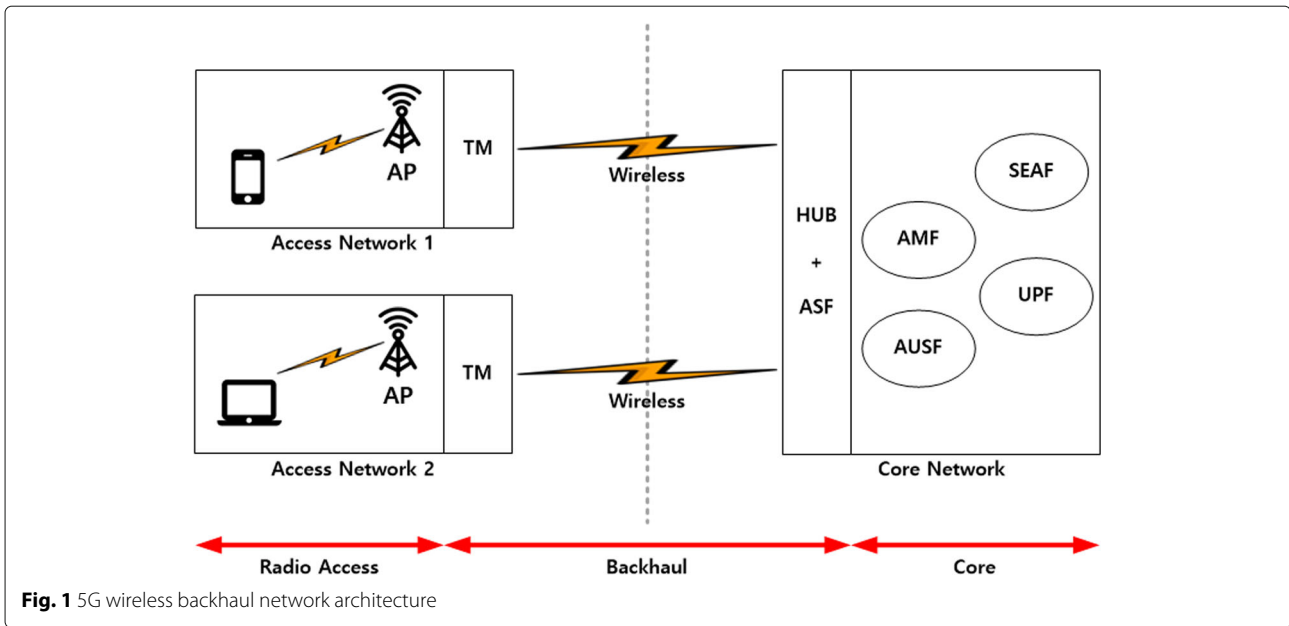 AP
TM
Access Network 1
Wireless
AP
TM
Access Network 2
Wireless
HUB
+
ASF
SEAF
AMF
UPF
AUSF
Core Network
Radio Access
Backhaul
Core
Fig. 1 5G wireless backhaul network architecture